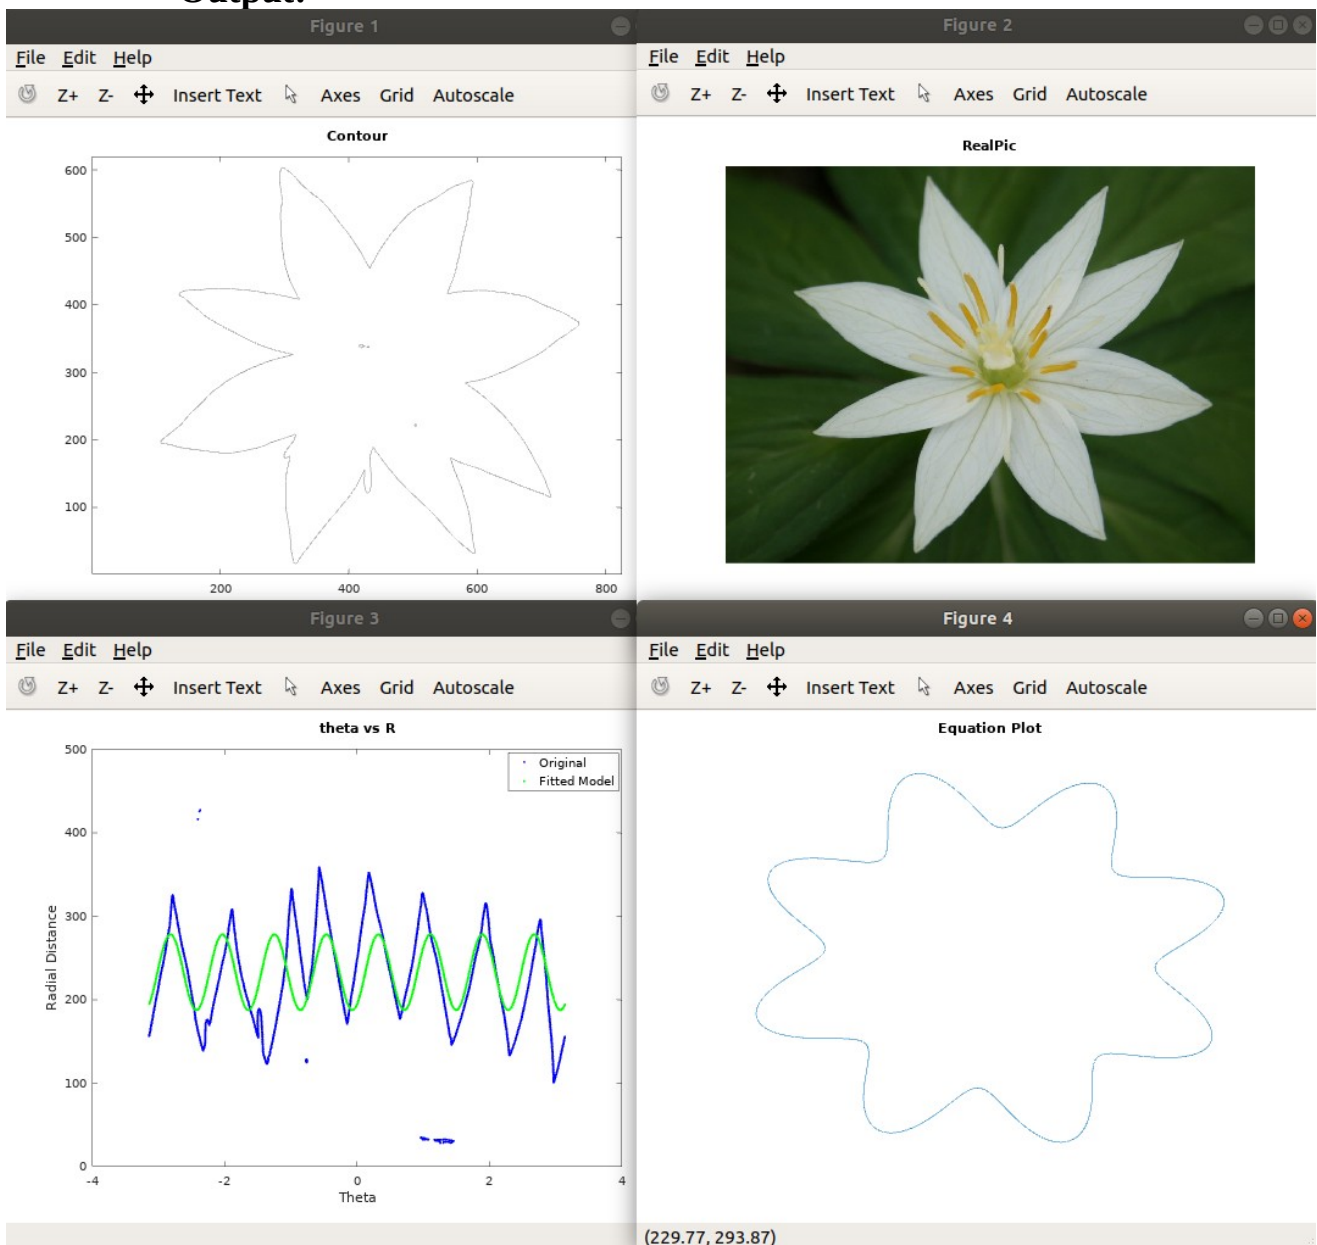 Output:
Figure 1
File Edit Help
Z+ Z- Insert Text Axes Grid Autoscale
Contour
600
500
400
300
200
100
200 400 600 800
Figure 2
File Edit Help
Z+ Z- Insert Text Axes Grid Autoscale
RealPic
Figure 3
File Edit Help
Z+ Z- Insert Text Axes Grid Autoscale
theta vs R
Original
Fitted Model
500
400
300
200
100
0
Radial Distance
-4 -2 0 2 4
Theta
Figure 4
File Edit Help
Z+ Z- Insert Text Axes Grid Autoscale
Equation Plot
(229.77, 293.87)